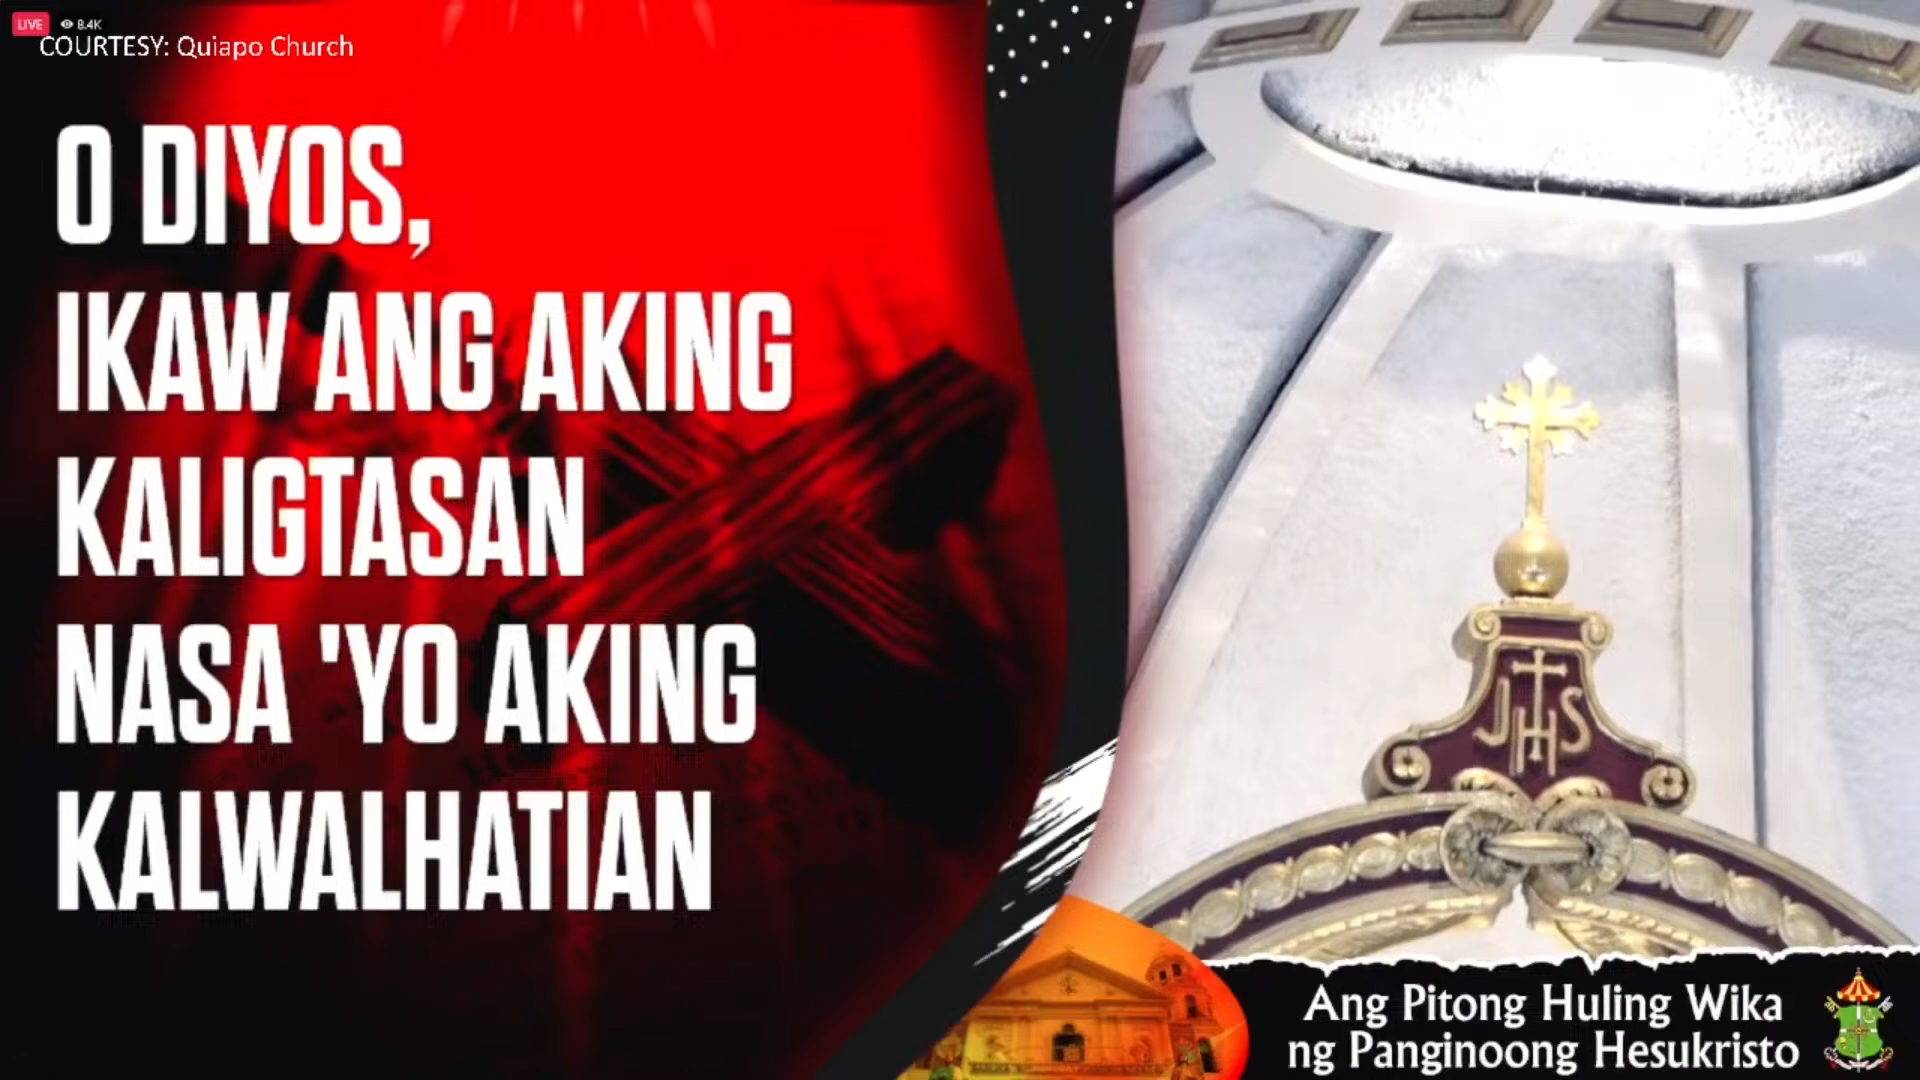 LIVE 8.4K
COURTESY: Quiapo Church
O DIYOS,
IKAW ANG AKING
KALIGTASAN
NASA 'YO AKING
KALWALHATIAN
JHS
Ang Pitong Huling Wika
ng Panginoong Hesukristo